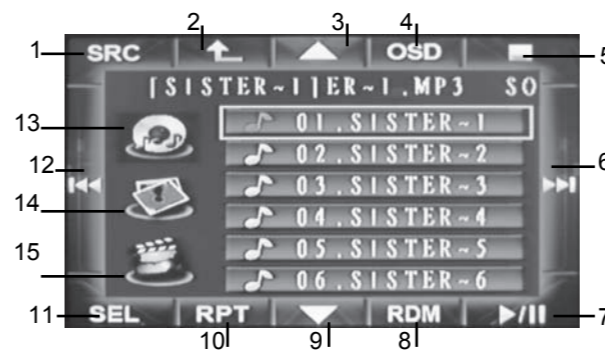 2 3 4
1 SRC OSD 5
[SISTER~1]ER~1.MP3 SO
13 01.SISTER~1
12 02.SISTER~2 6
03.SISTER~3
14 04.SISTER~4
15 05.SISTER~5
06.SISTER~6
11 SEL RPT RDM 7
10 9 8